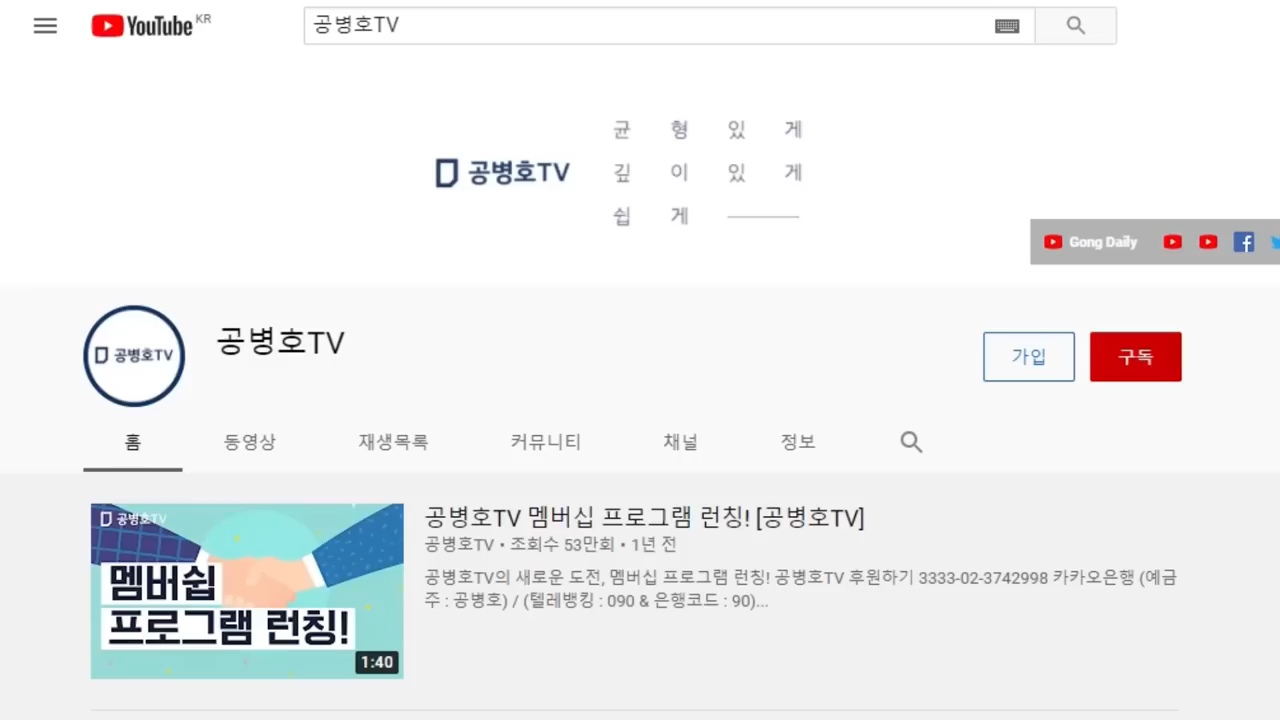 YouTube KR
공병호TV
공병호TV
균형있게
깊이있게
쉽게
Gong Daily
공병호TV
공병호TV
가입
구독
홈
동영상
재생목록
커뮤니티
채널
정보
공병호TV
멤버쉽
프로그램 런칭!
1:40
공병호TV 멤버십 프로그램 런칭! [공병호TV]
공병호TV • 조회수 53만회 • 1년 전
공병호TV의 새로운 도전, 멤버십 프로그램 런칭! 공병호TV 후원하기 3333-02-3742998 카카오은행 (예금
주 : 공병호) / (텔레뱅킹 : 090 & 은행코드 : 90)...